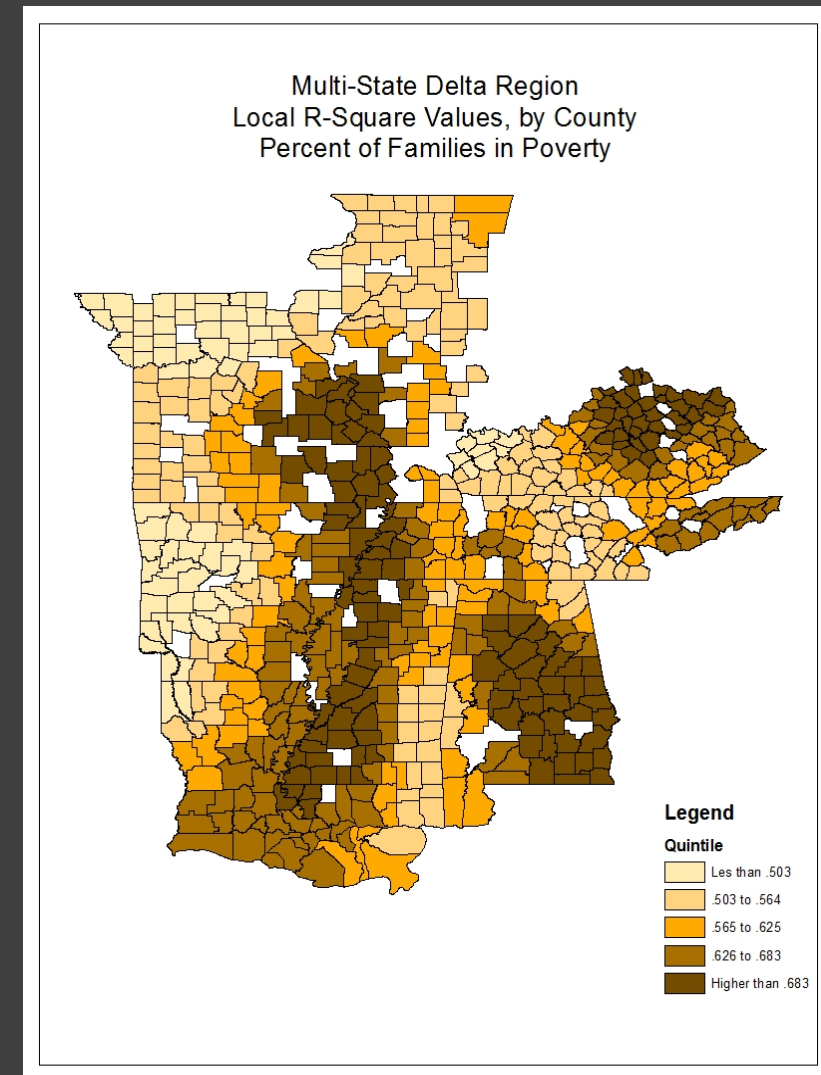 Multi-State Delta Region
Local R-Square Values, by County
Percent of Families in Poverty
Legend
Quintile
Les than .503
.503 to .564
.565 to .625
.626 to .683
Higher than .683